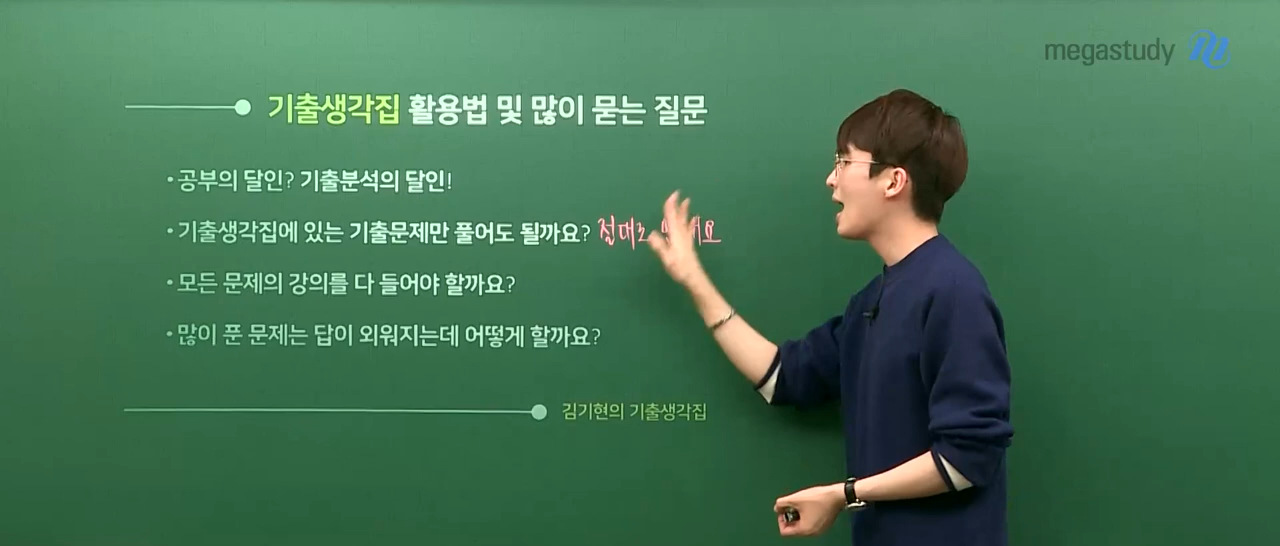 megastudy M
기출생각집 활용법 및 많이 묻는 질문
•공부의 달인? 기출분석의 달인!
•기출생각집에 있는 기출문제만 풀어도 될까요? 절대로
•모든 문제의 강의를 다 들어야 할까요?
•많이 푼 문제는 답이 외워지는데 어떻게 할까요?
김기현의 기출생각집